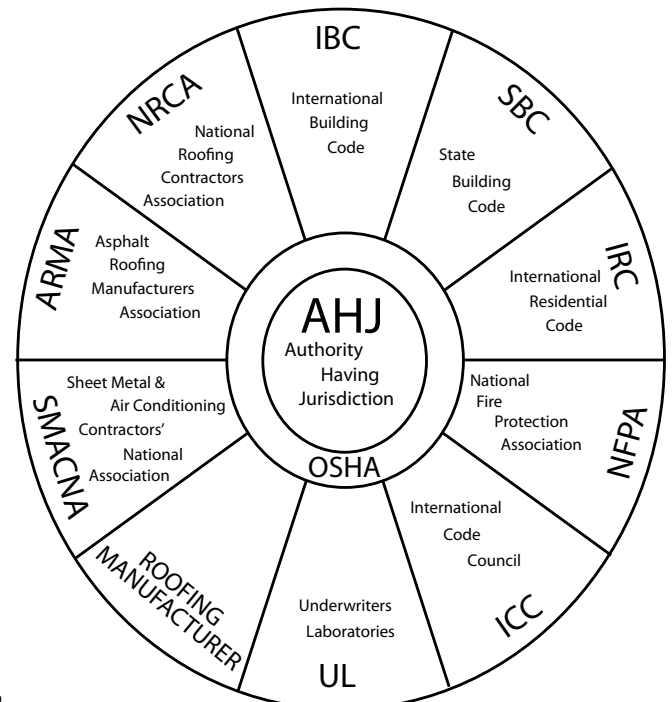 IBC
International
Building
Code
SBC
State
Building
Code
IRC
International
Residential
Code
NFPA
National
Fire
Protection
Association
ICC
International
Code
Council
UL
Underwriters
Laboratories
ROOFING
MANUFACTURER
SMACNA
Sheet Metal &
Air Conditioning
Contractors’
National
Association
ARMA
Asphalt
Roofing
Manufacturers
Association
NRCA
National
Roofing
Contractors
Association
AHJ
Authority
Having
Jurisdiction
OSHA